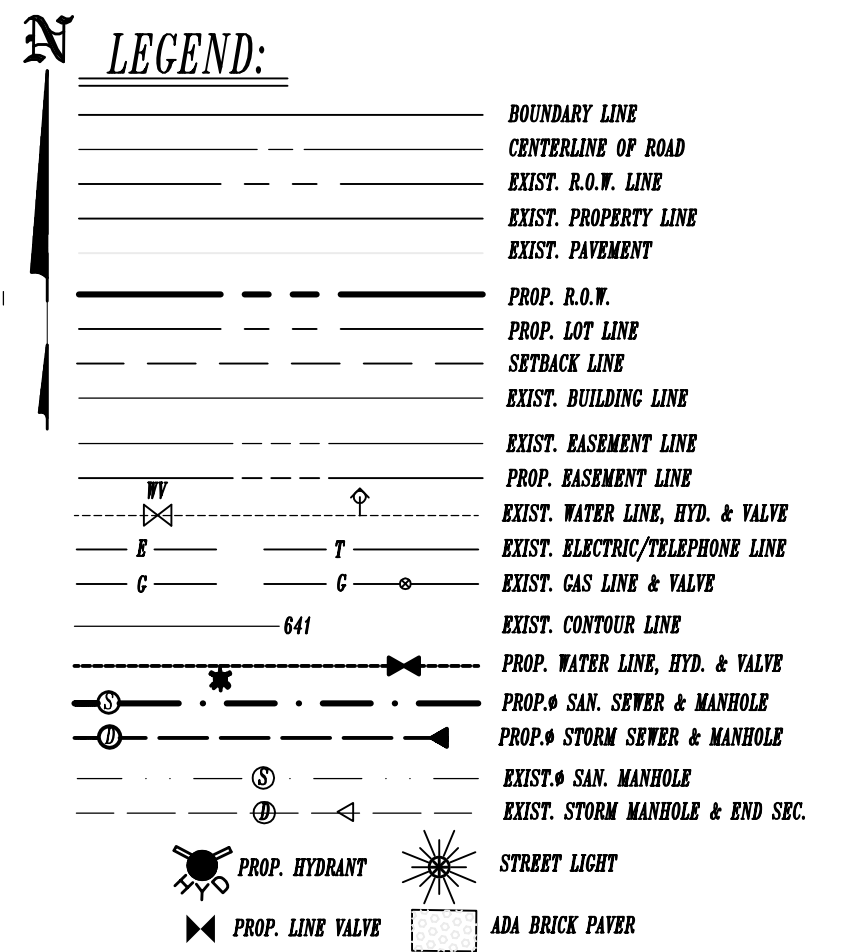 N
LEGEND:
BOUNDARY LINE
CENTERLINE OF ROAD
EXIST. R.O.W. LINE
EXIST. PROPERTY LINE
EXIST. PAVEMENT
PROP. R.O.W.
PROP. LOT LINE
SETBACK LINE
EXIST. BUILDING LINE
EXIST. EASEMENT LINE
PROP. EASEMENT LINE
WV
EXIST. WATER LINE, HYD. & VALVE
E T EXIST. ELECTRIC/TELEPHONE LINE
G G EXIST. GAS LINE & VALVE
641 EXIST. CONTOUR LINE
PROP. WATER LINE, HYD. & VALVE
S PROP.Ø SAN. SEWER & MANHOLE
D PROP.Ø STORM SEWER & MANHOLE
S EXIST.Ø SAN. MANHOLE
D EXIST. STORM MANHOLE & END SEC.
HYD PROP. HYDRANT STREET LIGHT
PROP. LINE VALVE ADA BRICK PAVER